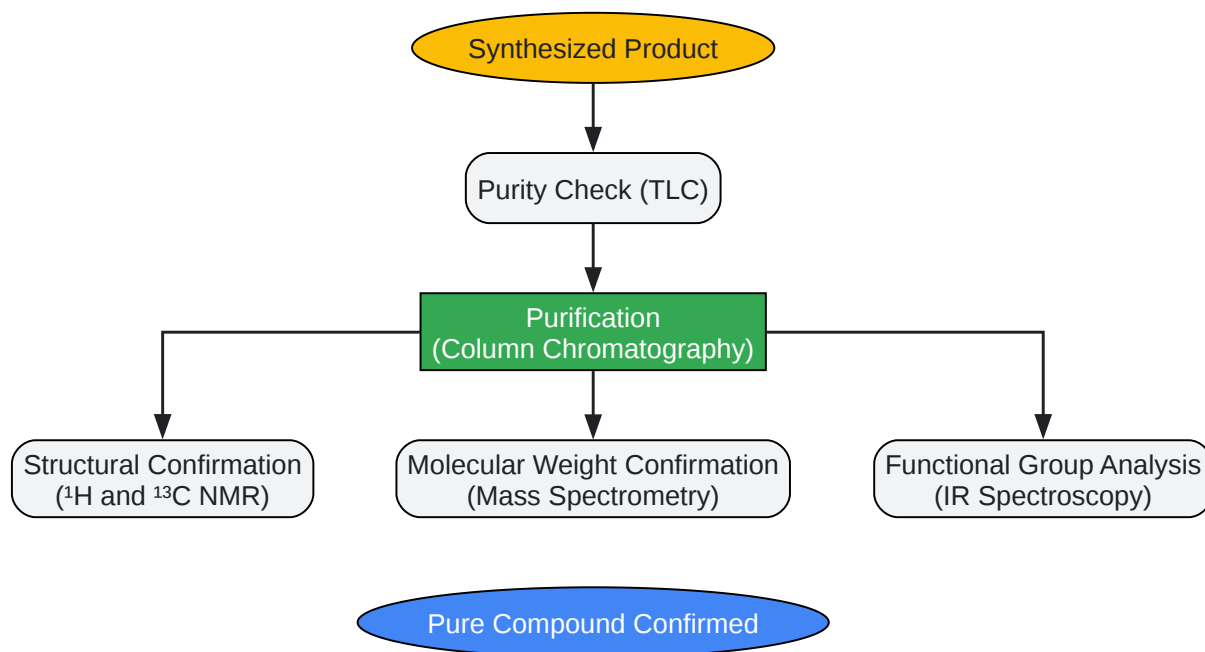 Synthesized Product
Purity Check (TLC)
Purification
(Column Chromatography)
Structural Confirmation
(¹H and ¹³C NMR)
Molecular Weight Confirmation
(Mass Spectrometry)
Functional Group Analysis
(IR Spectroscopy)
Pure Compound Confirmed